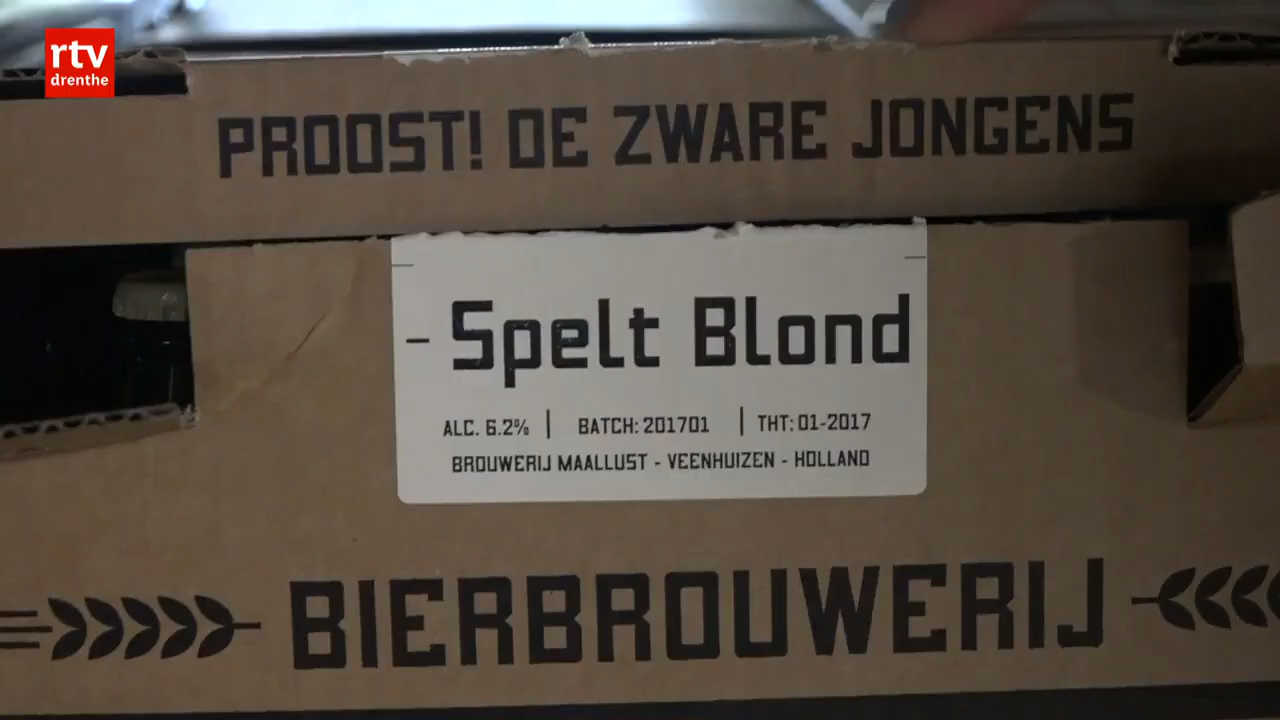 rtv
drenthe
PROOST! DE ZWARE JONGENS
- Spelt Blond
ALC. 6.2% | BATCH: 201701 | THT: 01-2017
BROUWERIJ MAALLUST - VEENHUIZEN - HOLLAND
BIERBROUWERIJ